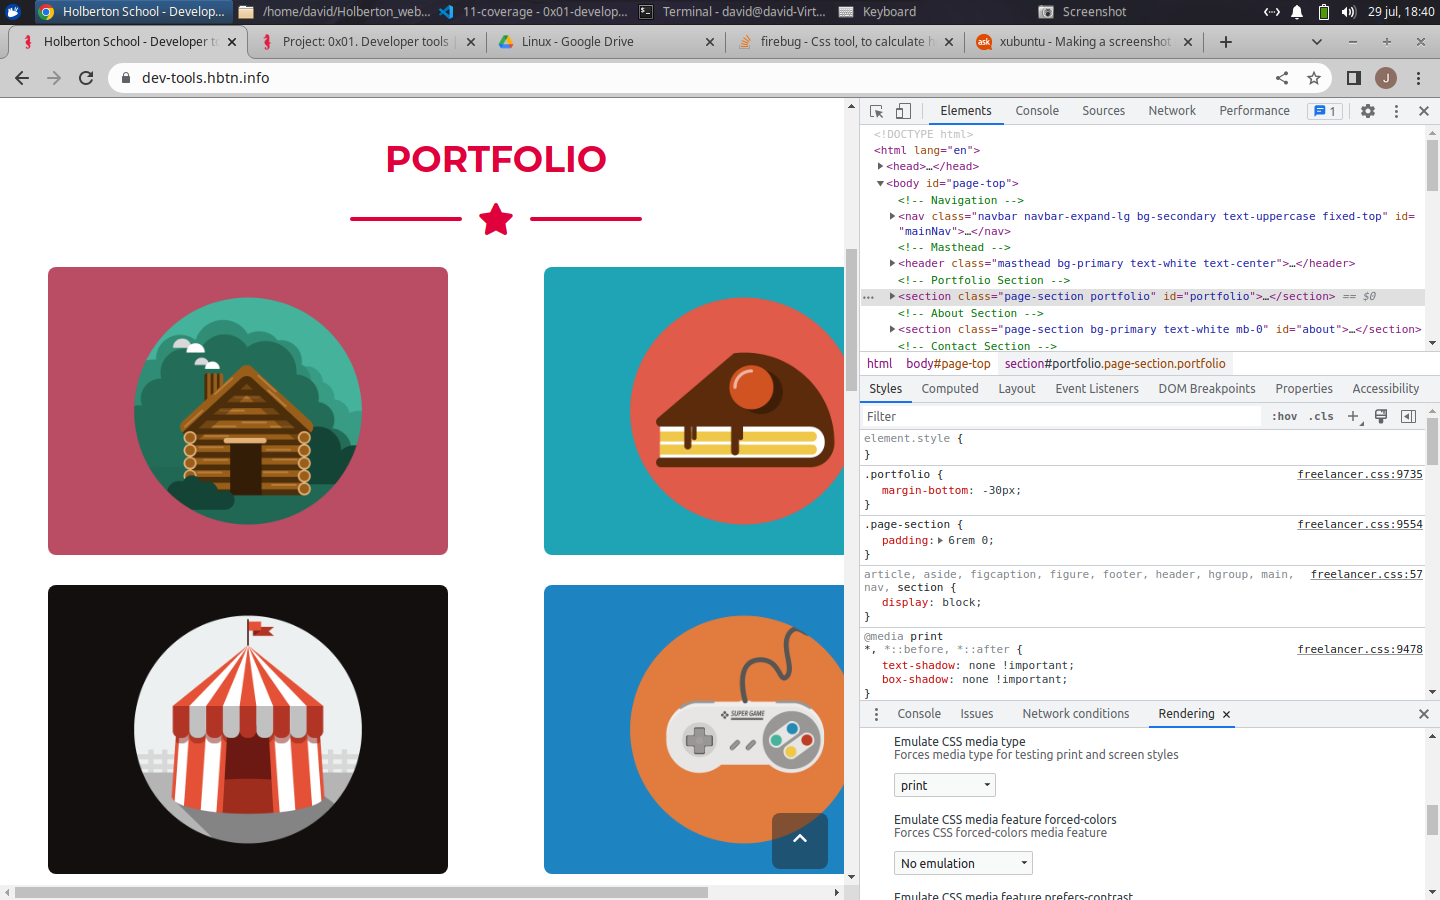 Holberton School - Develop...
/home/david/Holberton_web...
11-coverage - 0x01-develop...
Terminal - david@david-Virt...
Keyboard
Screenshot
29 jul, 18:40
Holberton School - Developer to
Project: 0x01. Developer tools
Linux - Google Drive
firebug - Css tool, to calculate h
ask
xubuntu - Making a screenshot
dev-tools.hbtn.info
J
PORTFOLIO
SUPER GAME
Elements
Console
Sources
Network
Performance
1
<!DOCTYPE html>
<html lang="en">
<head>…</head>
<body id="page-top">
<!-- Navigation -->
<nav class="navbar navbar-expand-lg bg-secondary text-uppercase fixed-top" id=
"mainNav">…</nav>
<!-- Masthead -->
<header class="masthead bg-primary text-white text-center">…</header>
<!-- Portfolio Section -->
<section class="page-section portfolio" id="portfolio">…</section> == $0
<!-- About Section -->
<section class="page-section bg-primary text-white mb-0" id="about">…</section>
<!-- Contact Section -->
html body#page-top section#portfolio.page-section.portfolio
Styles
Computed
Layout
Event Listeners
DOM Breakpoints
Properties
Accessibility
Filter
:hov
.cls
element.style {
}
.portfolio {
freelancer.css:9735
margin-bottom: -30px;
}
.page-section {
freelancer.css:9554
padding: 6rem 0;
}
article, aside, figcaption, figure, footer, header, hgroup, main,
freelancer.css:57
nav, section {
display: block;
}
@media print
*, *::before, *::after {
freelancer.css:9478
text-shadow: none !important;
box-shadow: none !important;
}
Console
Issues
Network conditions
Rendering
Emulate CSS media type
Forces media type for testing print and screen styles
print
Emulate CSS media feature forced-colors
Forces CSS forced-colors media feature
No emulation
Emulate CSS media feature prefers-contrast